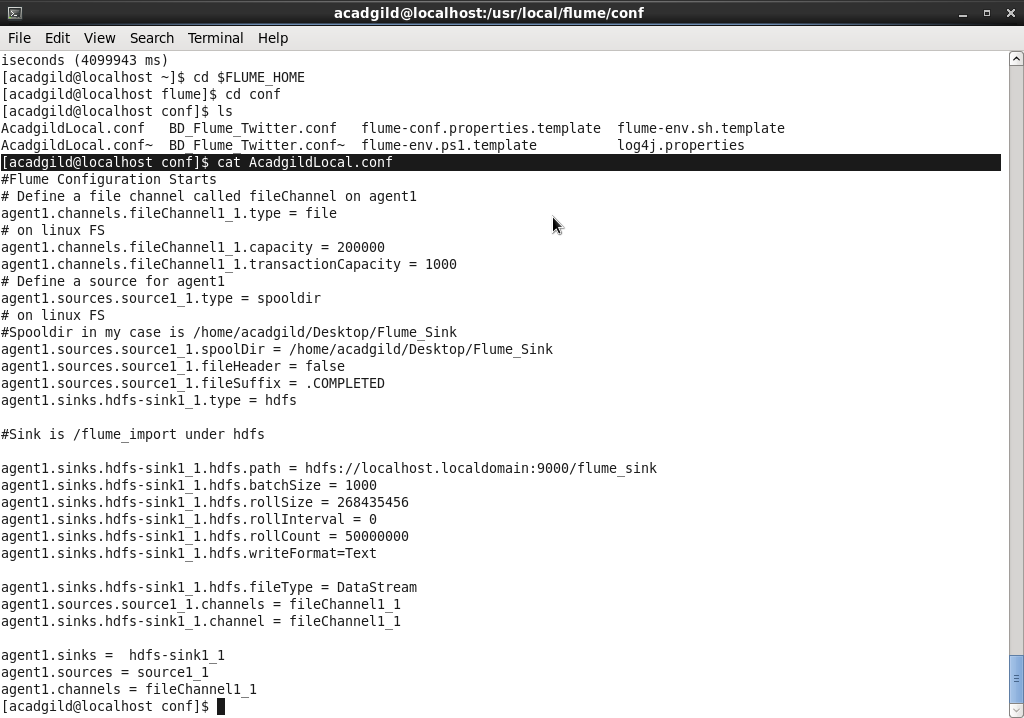 acadgild@localhost:/usr/local/flume/conf
File Edit View Search Terminal Help
iseconds (4099943 ms)
[acadgild@localhost ~]$ cd $FLUME_HOME
[acadgild@localhost flume]$ cd conf
[acadgild@localhost conf]$ ls
AcadgildLocal.conf   BD_Flume_Twitter.conf   flume-conf.properties.template  flume-env.sh.template
AcadgildLocal.conf~  BD_Flume_Twitter.conf~  flume-env.ps1.template          log4j.properties
[acadgild@localhost conf]$ cat AcadgildLocal.conf
#Flume Configuration Starts
# Define a file channel called fileChannel on agent1
agent1.channels.fileChannel1_1.type = file
# on linux FS
agent1.channels.fileChannel1_1.capacity = 200000
agent1.channels.fileChannel1_1.transactionCapacity = 1000
# Define a source for agent1
agent1.sources.source1_1.type = spooldir
# on linux FS
#Spooldir in my case is /home/acadgild/Desktop/Flume_Sink
agent1.sources.source1_1.spoolDir = /home/acadgild/Desktop/Flume_Sink
agent1.sources.source1_1.fileHeader = false
agent1.sources.source1_1.fileSuffix = .COMPLETED
agent1.sinks.hdfs-sink1_1.type = hdfs
#Sink is /flume_import under hdfs
agent1.sinks.hdfs-sink1_1.hdfs.path = hdfs://localhost.localdomain:9000/flume_sink
agent1.sinks.hdfs-sink1_1.hdfs.batchSize = 1000
agent1.sinks.hdfs-sink1_1.hdfs.rollSize = 268435456
agent1.sinks.hdfs-sink1_1.hdfs.rollInterval = 0
agent1.sinks.hdfs-sink1_1.hdfs.rollCount = 50000000
agent1.sinks.hdfs-sink1_1.hdfs.writeFormat=Text
agent1.sinks.hdfs-sink1_1.hdfs.fileType = DataStream
agent1.sources.source1_1.channels = fileChannel1_1
agent1.sinks.hdfs-sink1_1.channel = fileChannel1_1
agent1.sinks =  hdfs-sink1_1
agent1.sources = source1_1
agent1.channels = fileChannel1_1
[acadgild@localhost conf]$